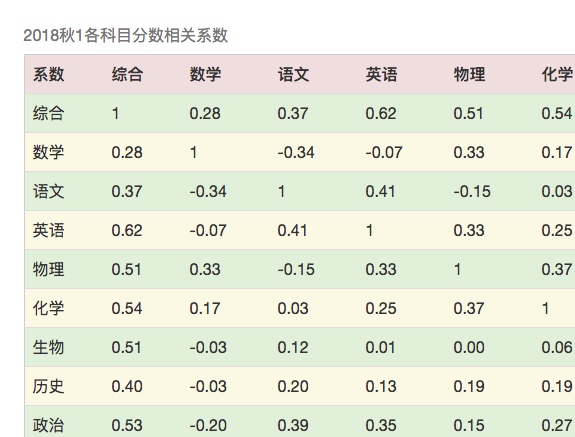 2018秋1各科目分数相关系数
系数 综合 数学 语文 英语 物理 化学
综合 1 0.28 0.37 0.62 0.51 0.54
数学 0.28 1 -0.34 -0.07 0.33 0.17
语文 0.37 -0.34 1 0.41 -0.15 0.03
英语 0.62 -0.07 0.41 1 0.33 0.25
物理 0.51 0.33 -0.15 0.33 1 0.37
化学 0.54 0.17 0.03 0.25 0.37 1
生物 0.51 -0.03 0.12 0.01 0.00 0.06
历史 0.40 -0.03 0.20 0.13 0.19 0.19
政治 0.53 -0.20 0.39 0.35 0.15 0.27